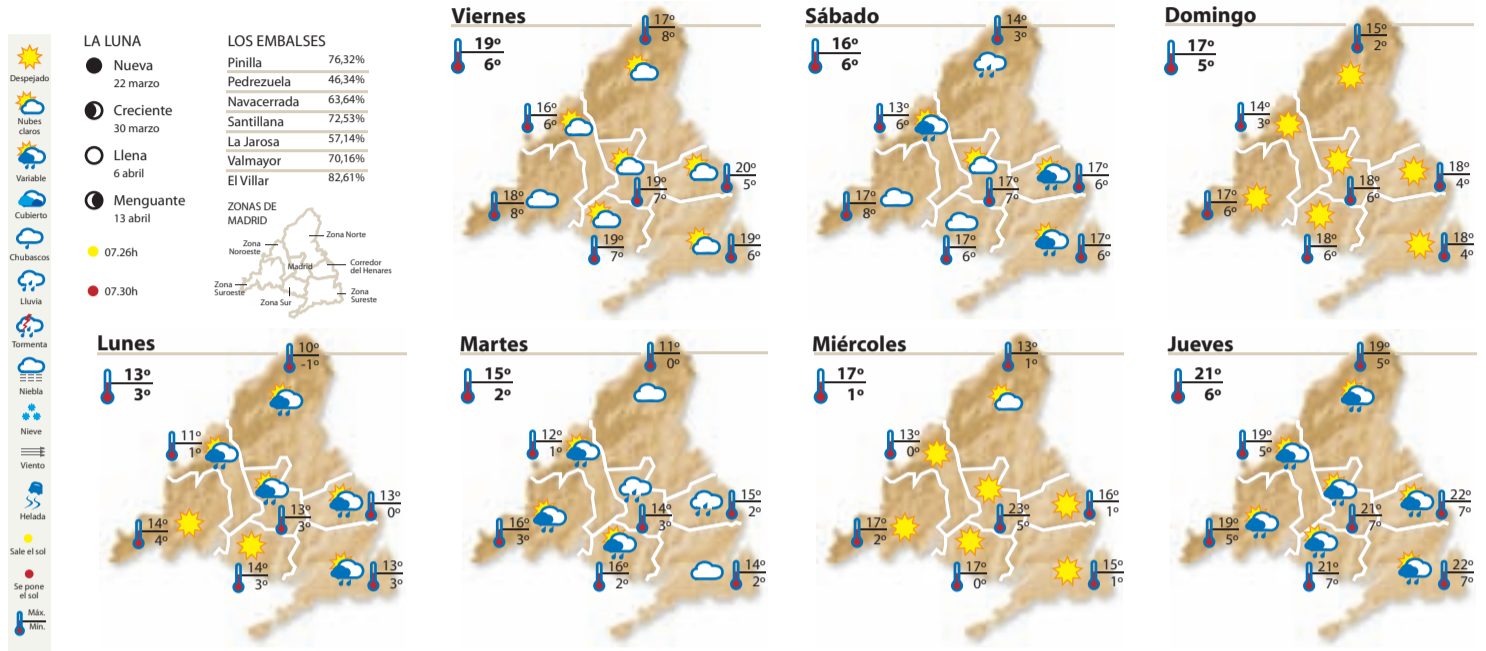 Despejado
Nubes
claros
Variable
Cubierto
Chubascos
Lluvia
Tormenta
Niebla
Nieve
Viento
Helada
Sale el sol
Se pone
el sol
Máx.
Mín.
LA LUNA
Nueva
22 marzo
Creciente
30 marzo
Llena
6 abril
Menguante
13 abril
07.26h
07.30h
LOS EMBALSES
Pinilla 76,32%
Pedrezuela 46,34%
Navacerrada 63,64%
Santillana 72,53%
La Jarosa 57,14%
Valmayor 70,16%
El Villar 82,61%
ZONAS DE
MADRID
Zona Norte
Zona
Noroeste
Madrid
Corredor
del Henares
Zona
Suroeste
Zona Sur
Zona
Sureste
Viernes
19º
6º
17º
8º
16º
6º
20º
5º
19º
7º
18º
8º
19º
7º
19º
6º
Sábado
16º
6º
14º
3º
13º
6º
17º
6º
17º
7º
17º
8º
17º
6º
17º
6º
Domingo
17º
5º
15º
2º
14º
3º
18º
4º
18º
6º
17º
6º
18º
6º
18º
4º
Lunes
13º
3º
10º
-1º
11º
1º
13º
0º
13º
3º
14º
4º
14º
3º
13º
3º
Martes
15º
2º
11º
0º
12º
1º
15º
2º
14º
3º
16º
3º
16º
2º
14º
2º
Miércoles
17º
1º
13º
1º
13º
0º
16º
1º
23º
5º
17º
2º
17º
0º
15º
1º
Jueves
21º
6º
19º
5º
19º
5º
22º
7º
21º
7º
19º
5º
21º
7º
22º
7º